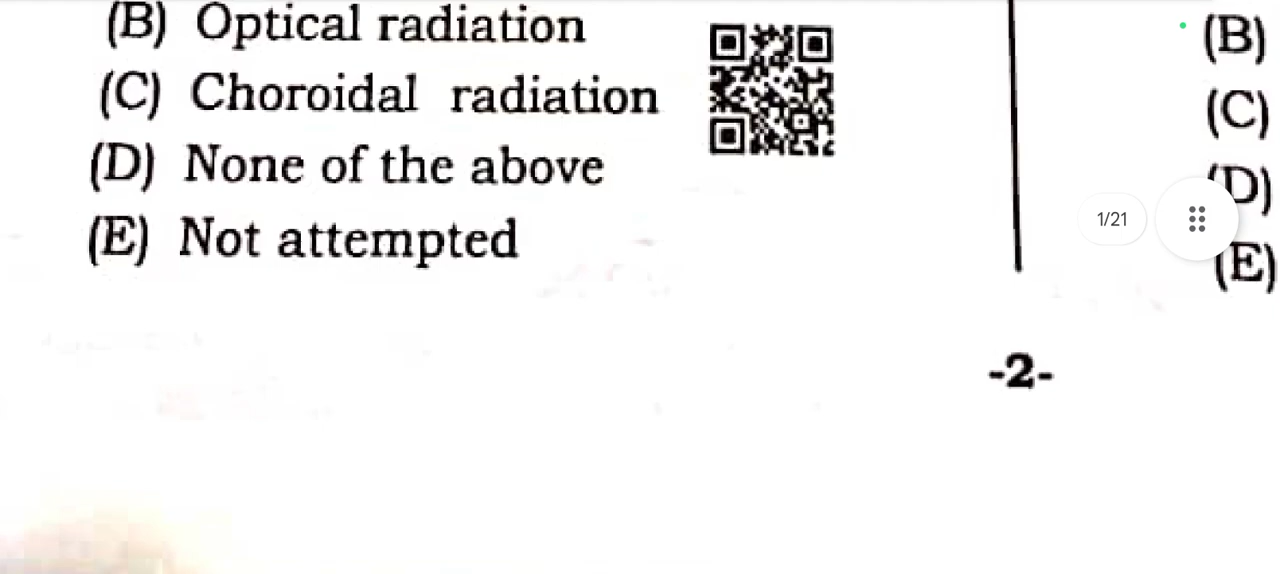 (B) Optical radiation
(C) Choroidal radiation
(D) None of the above
(E) Not attempted
(B)
(C)
(D)
(E)
1/21
-2-